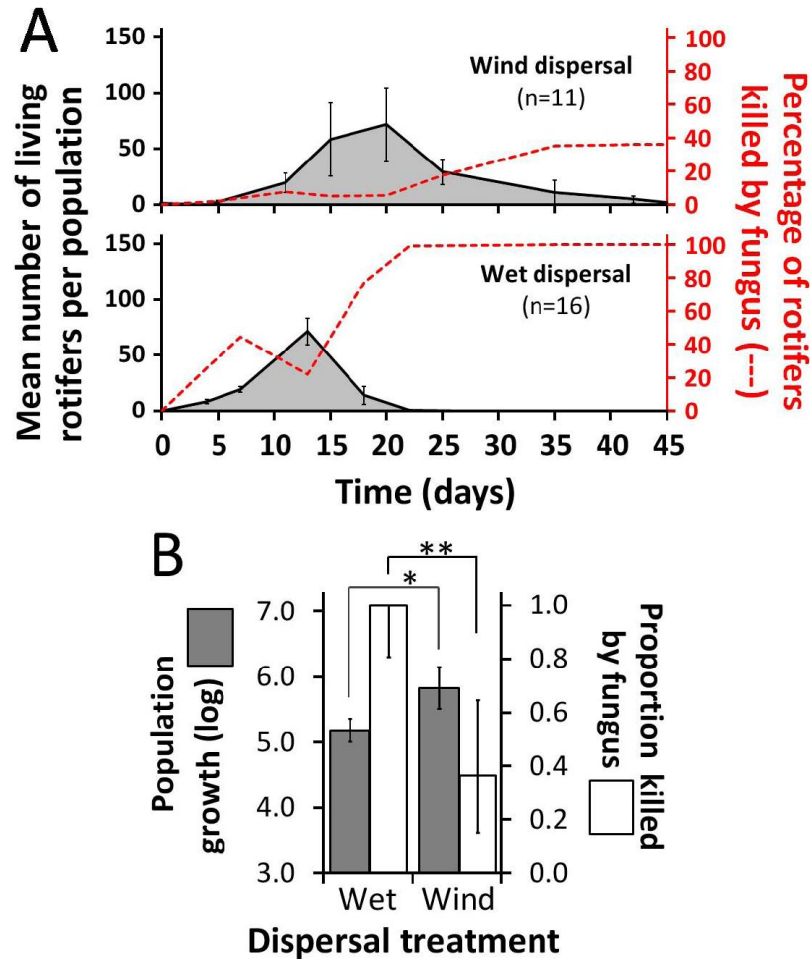 A
Mean number of living
rotifers per population
150
100
50
0
Wind dispersal
(n=11)
100
80
60
40
20
0
150
100
50
0
Wet dispersal
(n=16)
100
80
60
40
20
0
Percentage of rotifers
killed by fungus (---)
0 5 10 15 20 25 30 35 40 45
Time (days)
B
Population
growth (log)
7.0
6.0
5.0
4.0
3.0
**
*
1.0
0.8
0.6
0.4
0.2
0.0
Proportion killed
by fungus
Wet Wind
Dispersal treatment